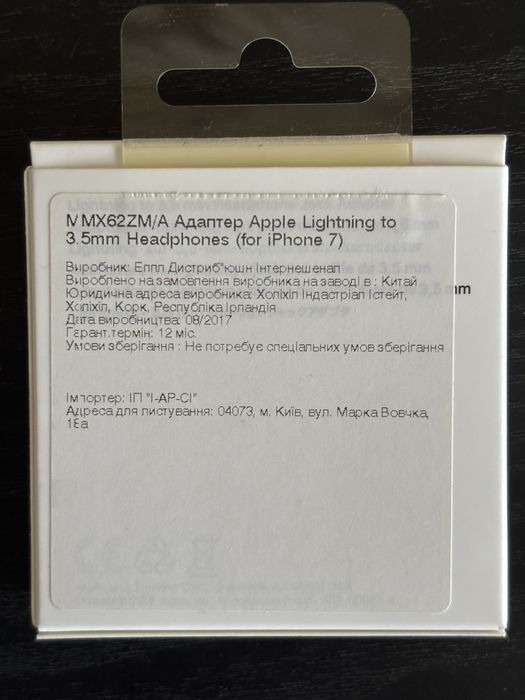 MMX62ZM/A Адаптер Apple Lightning to
3.5mm Headphones (for iPhone 7)
Виробник: Еппл Дистриб"юшн Інтернешенал
Вироблено на замовлення виробника на заводі в : Китай
Юридична адреса виробника: Холіхіл Індастріал Істейт,
Холіхіл, Корк, Республіка Ірландія
Дата виробництва: 08/2017
Гарант.термін: 12 міс.
Умови зберігання : Не потребує спеціальних умов зберігання
Імпортер: ІП "І-АР-СІ"
Адреса для листування: 04073, м. Київ, вул. Марка Вовчка,
18а
3,5 mm